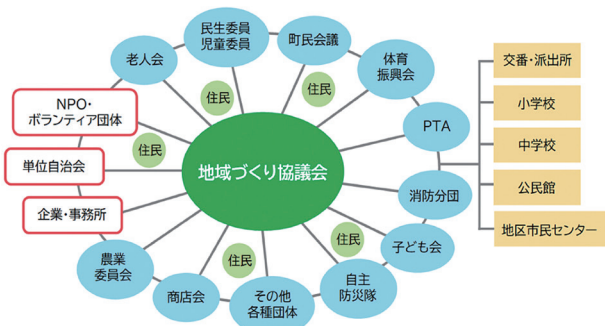 民生委員
児童委員
町民会議
老人会
体育
振興会
住民
住民
NPO・
ボランティア団体
住民
PTA
単位自治会
地域づくり協議会
企業・事務所
消防分団
農業
委員会
住民
住民
子ども会
商店会
その他
各種団体
自主
防災隊
交番・派出所
小学校
中学校
公民館
地区市民センター